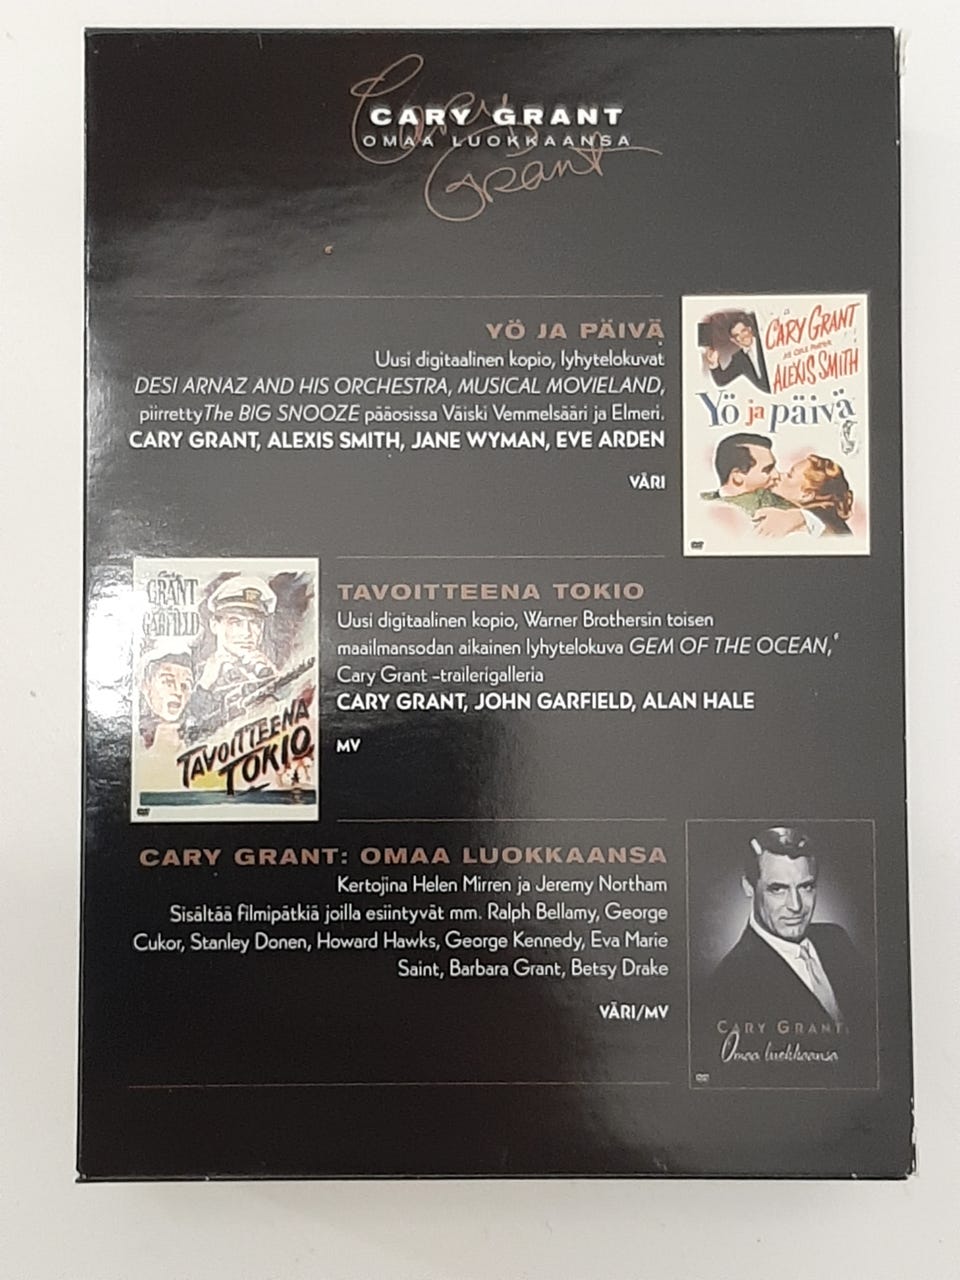 Cary Grant
CARY GRANT
OMAA LUOKKAANSA
YÖ JA PÄIVÄ
Uusi digitaalinen kopio, lyhytelokuvat
DESI ARNAZ AND HIS ORCHESTRA, MUSICAL MOVIELAND,
piirretty The BIG SNOOZE pääosissa Väiski Vemmelsääri ja Elmeri.
CARY GRANT, ALEXIS SMITH, JANE WYMAN, EVE ARDEN
VÄRI
CARY GRANT
ALEXIS SMITH
Yö ja päivä
TAVOITTEENA TOKIO
Uusi digitaalinen kopio, Warner Brothersin toisen
maailmansodan aikainen lyhytelokuva GEM OF THE OCEAN,
Cary Grant –trailerigalleria
CARY GRANT, JOHN GARFIELD, ALAN HALE
MV
Cary
GRANT
GARFIELD
TAVOITTEENA
TOKIO
CARY GRANT: OMAA LUOKKAANSA
Kertojina Helen Mirren ja Jeremy Northam
Sisältää filmipätkiä joilla esiintyvät mm. Ralph Bellamy, George
Cukor, Stanley Donen, Howard Hawks, George Kennedy, Eva Marie
Saint, Barbara Grant, Betsy Drake
VÄRI/MV
CARY GRANT:
Omaa luokkaansa